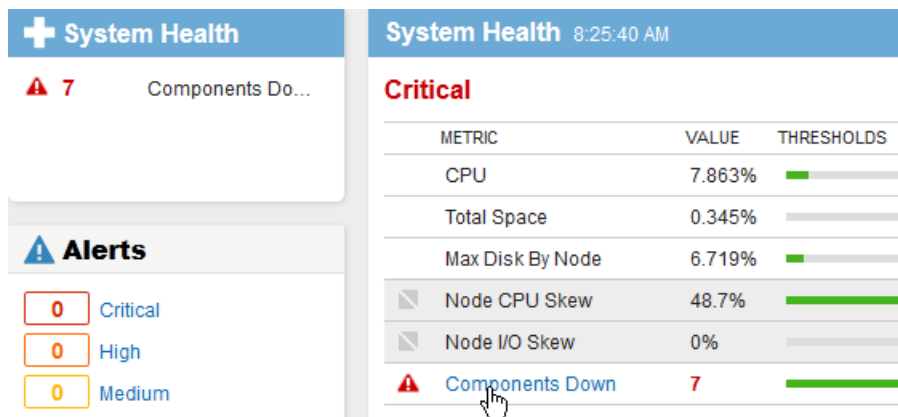 System Health
7 Components Do...
Alerts
0 Critical
0 High
0 Medium
System Health 8:25:40 AM
Critical
METRIC VALUE THRESHOLDS
CPU 7.863%
Total Space 0.345%
Max Disk By Node 6.719%
Node CPU Skew 48.7%
Node I/O Skew 0%
Components Down 7